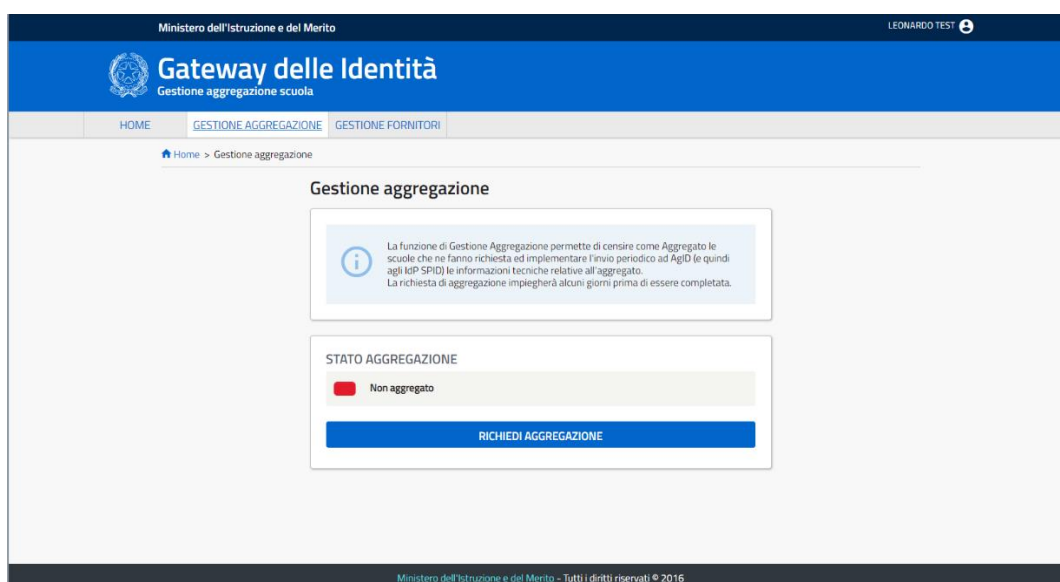 Ministero dell'Istruzione e del Merito
LEONARDO TEST
Gateway delle Identità
Gestione aggregazione scuola
HOME
GESTIONE AGGREGAZIONE
GESTIONE FORNITORI
Home > Gestione aggregazione
Gestione aggregazione
La funzione di Gestione Aggregazione permette di censire come Aggregato le
scuole che ne fanno richiesta ed implementare l'invio periodico ad AgID (e quindi
agli IdP SPID) le informazioni tecniche relative all'aggregato.
La richiesta di aggregazione impiegherà alcuni giorni prima di essere completata.
STATO AGGREGAZIONE
Non aggregato
RICHIEDI AGGREGAZIONE
Ministero dell'Istruzione e del Merito - Tutti i diritti riservati © 2016